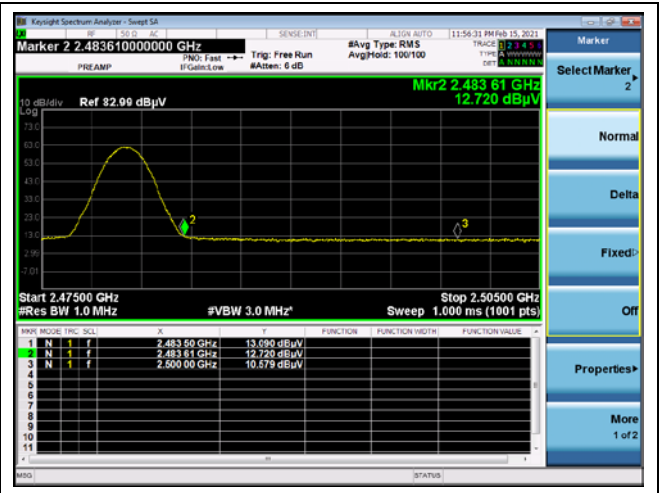 Keysight Spectrum Analyzer - Swept SA
RF 50 Ω AC SENSE:INT ALIGN AUTO 11:56:31 PM Feb 15, 2021
Marker 2 2.483610000000 GHz
#Avg Type: RMS
TRACE 1 2 3 4 5 6
PREAMP
PNO: Fast
IFGain:Low
Trig: Free Run
#Atten: 6 dB
Avg|Hold: 100/100
TYPE A WWWWW
DET A N N N N N
Mkr2 2.483 61 GHz
12.720 dBµV
10 dB/div Ref 82.99 dBµV
Log
73.0
63.0
53.0
43.0
33.0
23.0
13.0
2.99
-7.01
2
3
Start 2.47500 GHz Stop 2.50500 GHz
#Res BW 1.0 MHz #VBW 3.0 MHz* Sweep 1.000 ms (1001 pts)
MKR MODE TRC SCL X Y FUNCTION FUNCTION WIDTH FUNCTION VALUE
1 N 1 f 2.483 50 GHz 13.090 dBµV
2 N 1 f 2.483 61 GHz 12.720 dBµV
3 N 1 f 2.500 00 GHz 10.579 dBµV
4
5
6
7
8
9
10
11
MSG STATUS
Marker
Select Marker
2
Normal
Delta
Fixed
Off
Properties
More
1 of 2